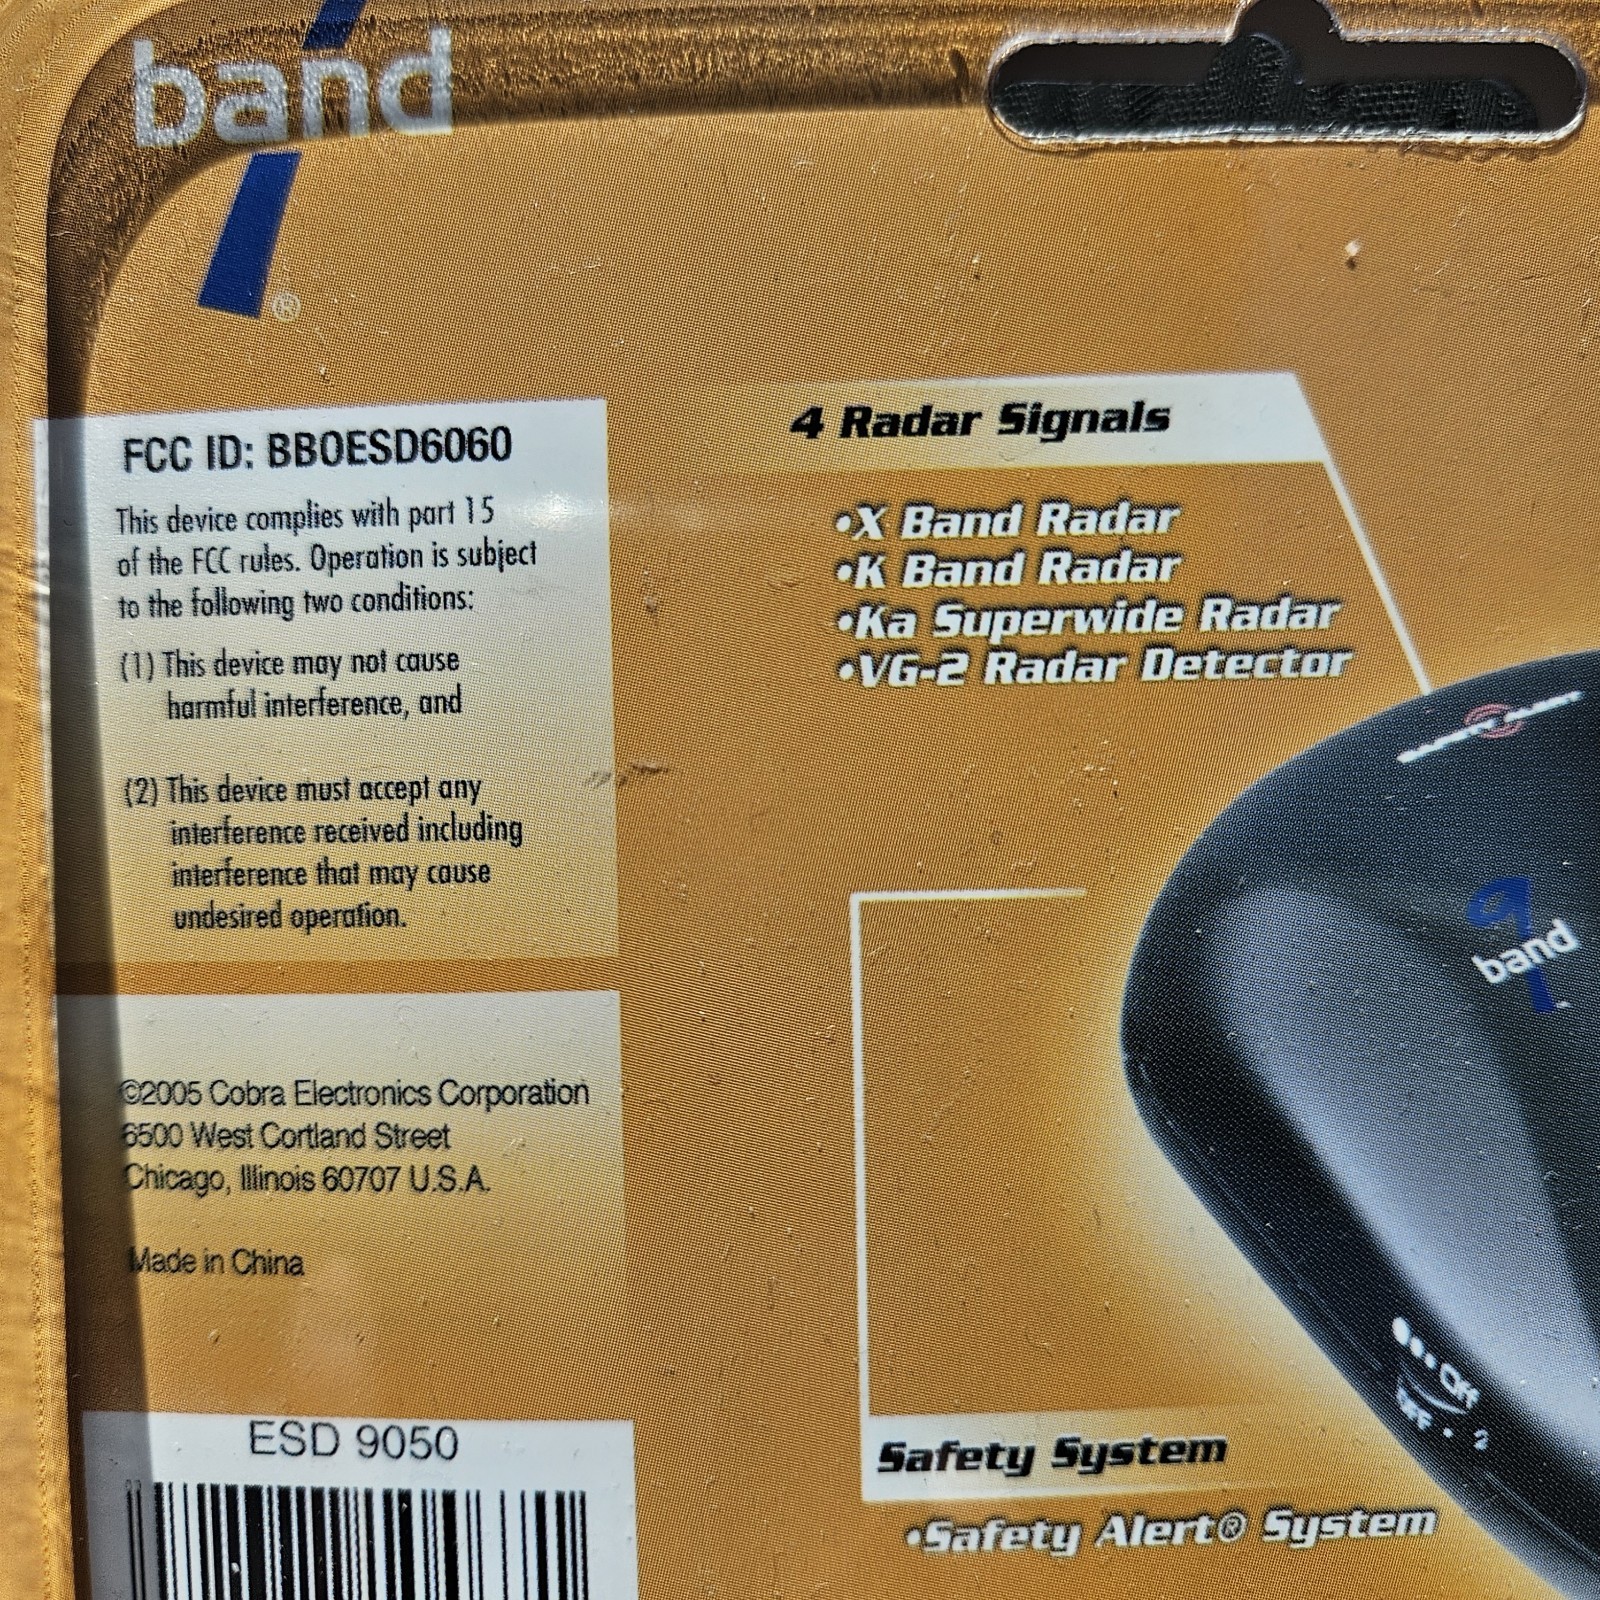 band
®
FCC ID: BBOESD6060
This device complies with part 15
of the FCC rules. Operation is subject
to the following two conditions:
(1) This device may not cause
harmful interference, and
(2) This device must accept any
interference received including
interference that may cause
undesired operation.
©2005 Cobra Electronics Corporation
6500 West Cortland Street
Chicago, Illinois 60707 U.S.A.
Made in China
ESD 9050
4 Radar Signals
•X Band Radar
•K Band Radar
•Ka Superwide Radar
•VG-2 Radar Detector
SAFETY ALERT
9
band
Off
2
Safety System
•Safety Alert® System